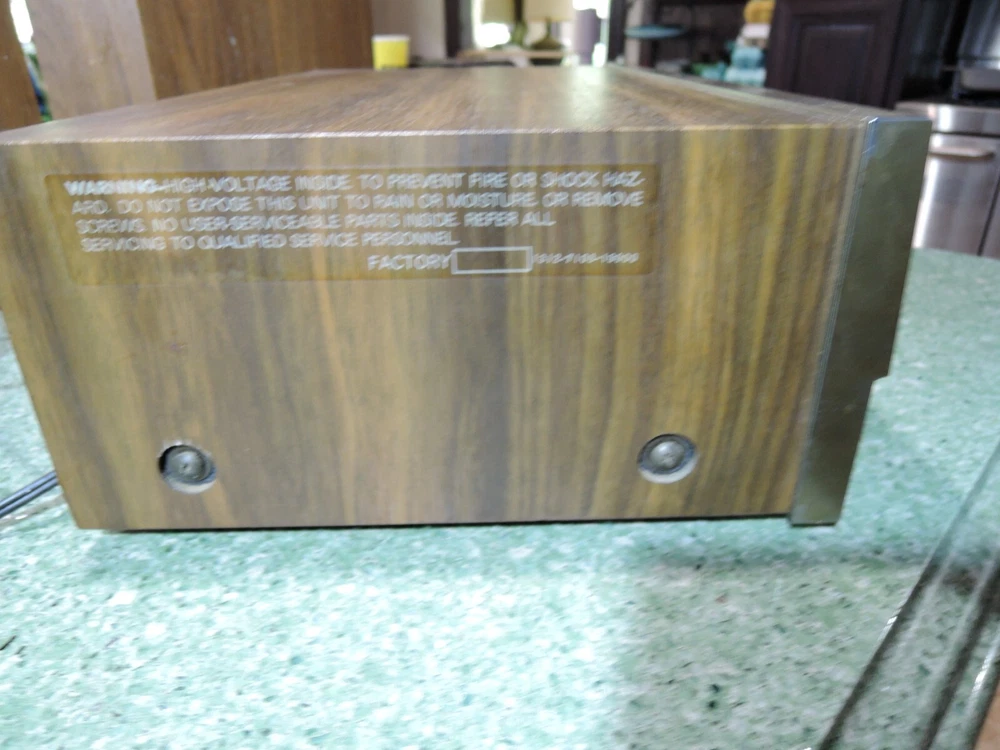 WARNING–HIGH VOLTAGE INSIDE. TO PREVENT FIRE OR SHOCK HAZ-
ARD. DO NOT EXPOSE THIS UNIT TO RAIN OR MOISTURE. OR REMOVE
SCREWS. NO USER-SERVICEABLE PARTS INSIDE. REFER ALL
SERVICING TO QUALIFIED SERVICE PERSONNEL.
FACTORY